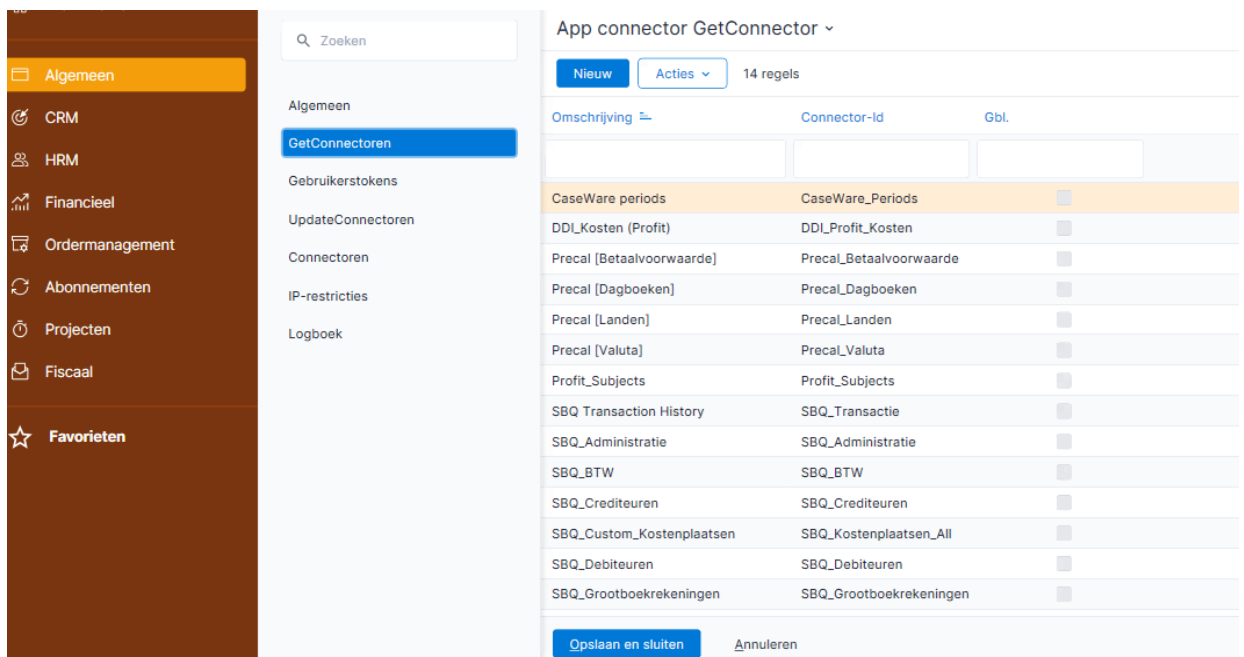 Algemeen
CRM
HRM
Financieel
Ordermanagement
Abonnementen
Projecten
Fiscaal
Favorieten
Zoeken
Algemeen
GetConnectoren
Gebruikerstokens
UpdateConnectoren
Connectoren
IP-restricties
Logboek
App connector GetConnector
Nieuw Acties 14 regels
Omschrijving Connector-Id Gbl.
CaseWare periods CaseWare_Periods
DDI_Kosten (Profit) DDI_Profit_Kosten
Precal [Betaalvoorwaarde] Precal_Betaalvoorwaarde
Precal [Dagboeken] Precal_Dagboeken
Precal [Landen] Precal_Landen
Precal [Valuta] Precal_Valuta
Profit_Subjects Profit_Subjects
SBQ Transaction History SBQ_Transactie
SBQ_Administratie SBQ_Administratie
SBQ_BTW SBQ_BTW
SBQ_Crediteuren SBQ_Crediteuren
SBQ_Custom_Kostenplaatsen SBQ_Kostenplaatsen_All
SBQ_Debiteuren SBQ_Debiteuren
SBQ_Grootboekrekeningen SBQ_Grootboekrekeningen
Opslaan en sluiten Annuleren